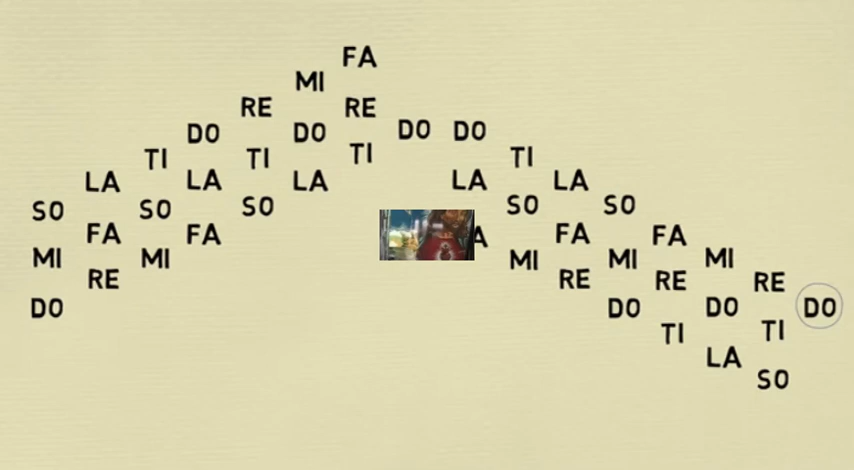 FA
MI
RE RE
DO DO DO DO
TI TI TI TI
LA LA LA LA LA
SO SO SO SO SO
FA FA FA FA
MI MI MI MI MI
RE RE RE RE
DO DO DO DO
TI TI
LA
SO